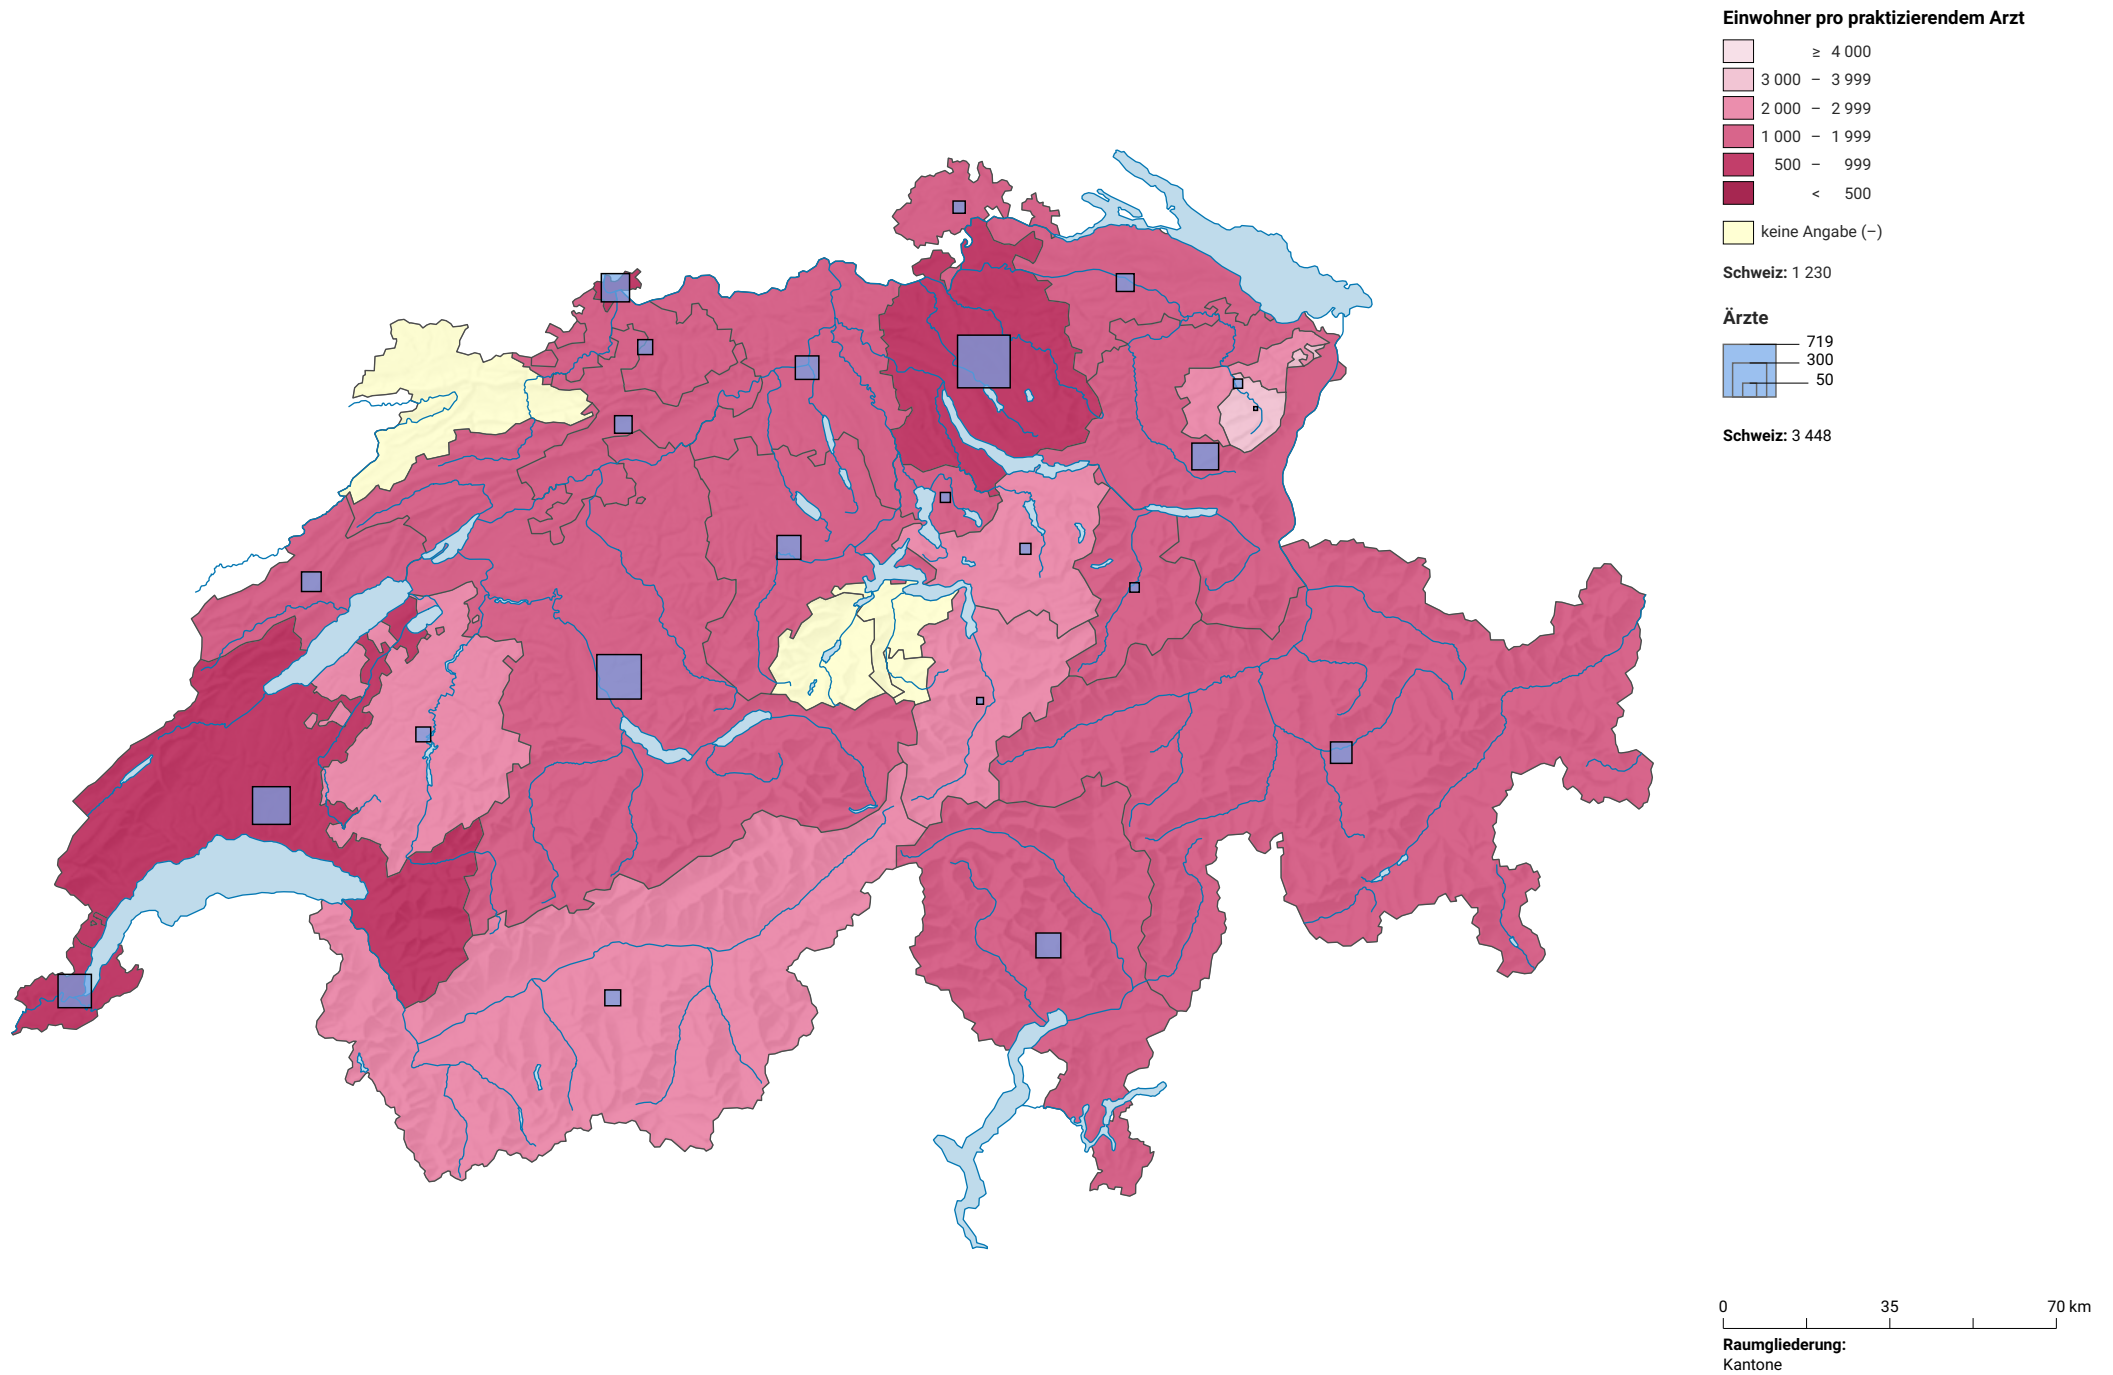 Einwohner pro praktizierendem Arzt
≥ 4 000
3 000 – 3 999
2 000 – 2 999
1 000 – 1 999
500 – 999
< 500
keine Angabe (–)
Schweiz: 1 230
Ärzte
719
300
50
Schweiz: 3 448
0 35 70 km
Raumgliederung:
Kantone